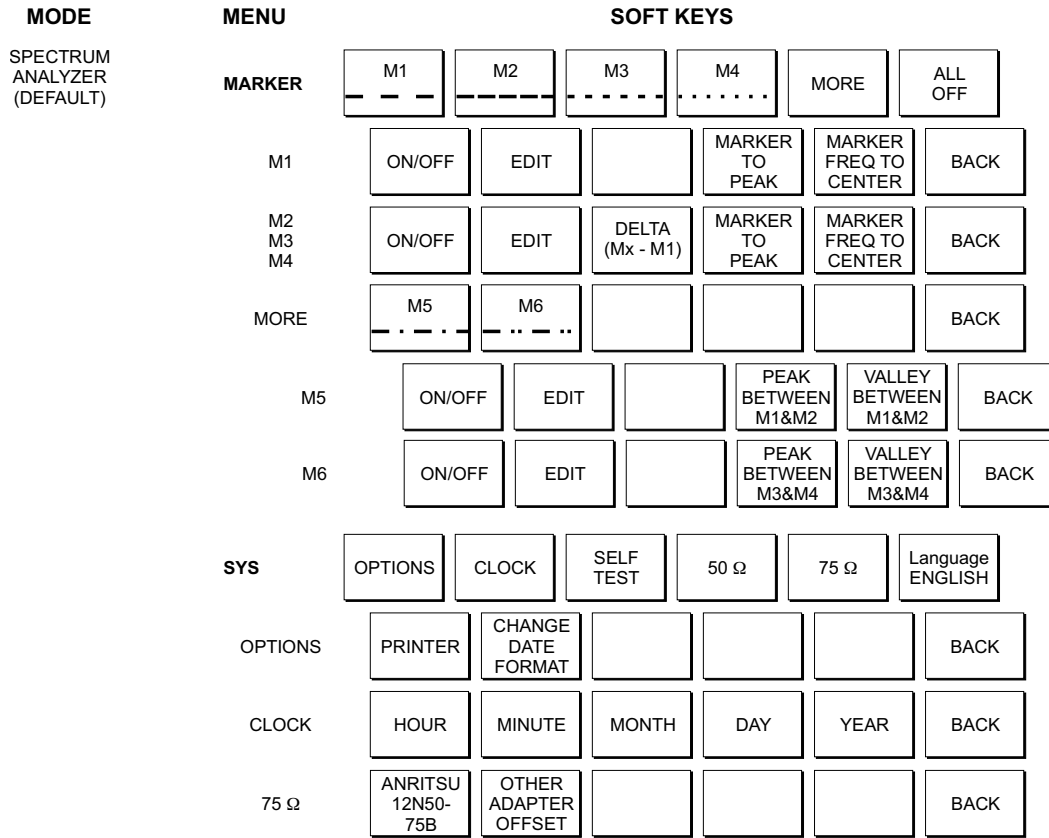 MODE MENU SOFT KEYS
SPECTRUM
ANALYZER
(DEFAULT)
MARKER
M1
M2
M3
M4
MORE
ALL
OFF
M1
ON/OFF
EDIT
MARKER
TO
PEAK
MARKER
FREQ TO
CENTER
BACK
M2
M3
M4
ON/OFF
EDIT
DELTA
(Mx - M1)
MARKER
TO
PEAK
MARKER
FREQ TO
CENTER
BACK
MORE
M5
M6
BACK
M5
ON/OFF
EDIT
PEAK
BETWEEN
M1&M2
VALLEY
BETWEEN
M1&M2
BACK
M6
ON/OFF
EDIT
PEAK
BETWEEN
M3&M4
VALLEY
BETWEEN
M3&M4
BACK
SYS
OPTIONS
CLOCK
SELF
TEST
50 Ω
75 Ω
Language
ENGLISH
OPTIONS
PRINTER
CHANGE
DATE
FORMAT
BACK
CLOCK
HOUR
MINUTE
MONTH
DAY
YEAR
BACK
75 Ω
ANRITSU
12N50-
75B
OTHER
ADAPTER
OFFSET
BACK